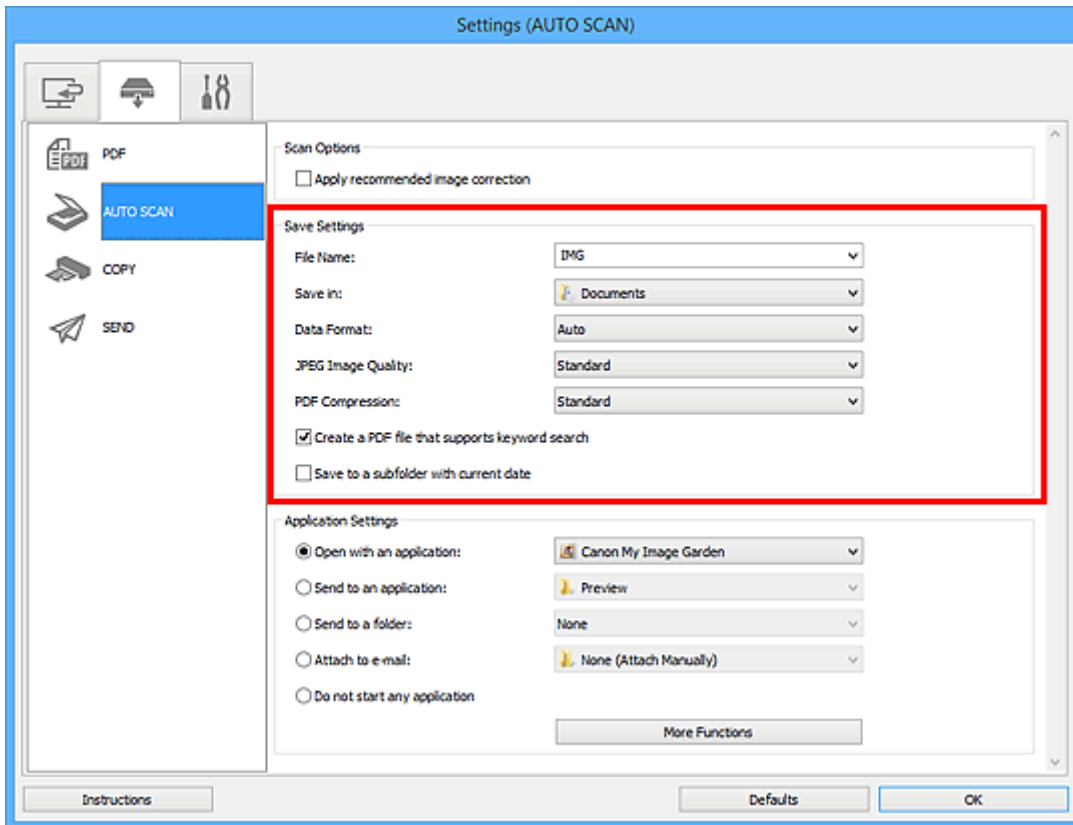 Settings (AUTO SCAN)
PDF
PDF
AUTO SCAN
COPY
SEND
Scan Options
Apply recommended image correction
Save Settings
File Name: IMG
Save in: Documents
Data Format: Auto
JPEG Image Quality: Standard
PDF Compression: Standard
Create a PDF file that supports keyword search
Save to a subfolder with current date
Application Settings
Open with an application: Canon My Image Garden
Send to an application: Preview
Send to a folder: None
Attach to e-mail: None (Attach Manually)
Do not start any application
More Functions
Instructions Defaults OK